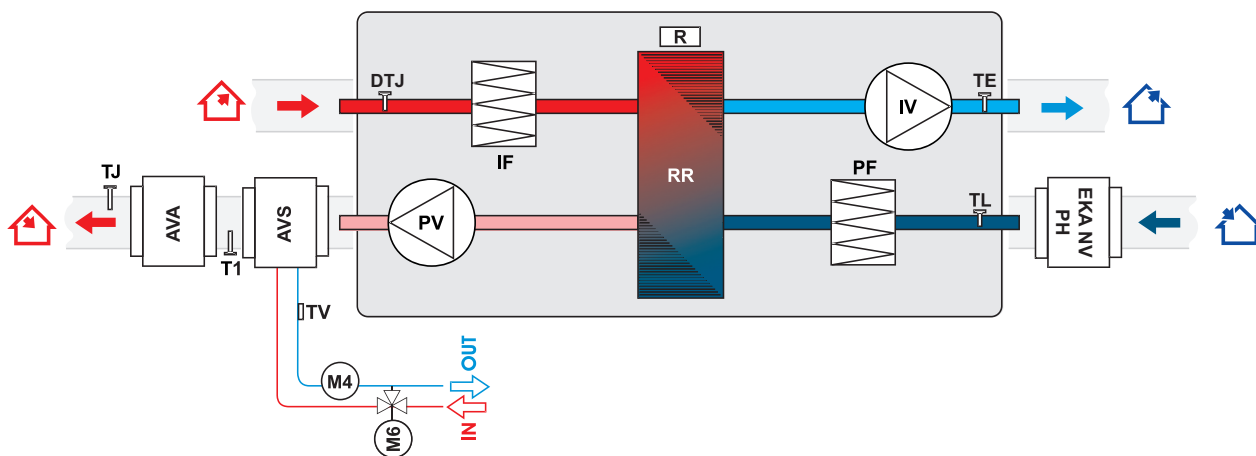 R
DTJ
TE
IV
IF
RR
TJ
PF
TL
AVA
AVS
PV
EKA NV
PH
T1
TV
OUT
M4
IN
M6